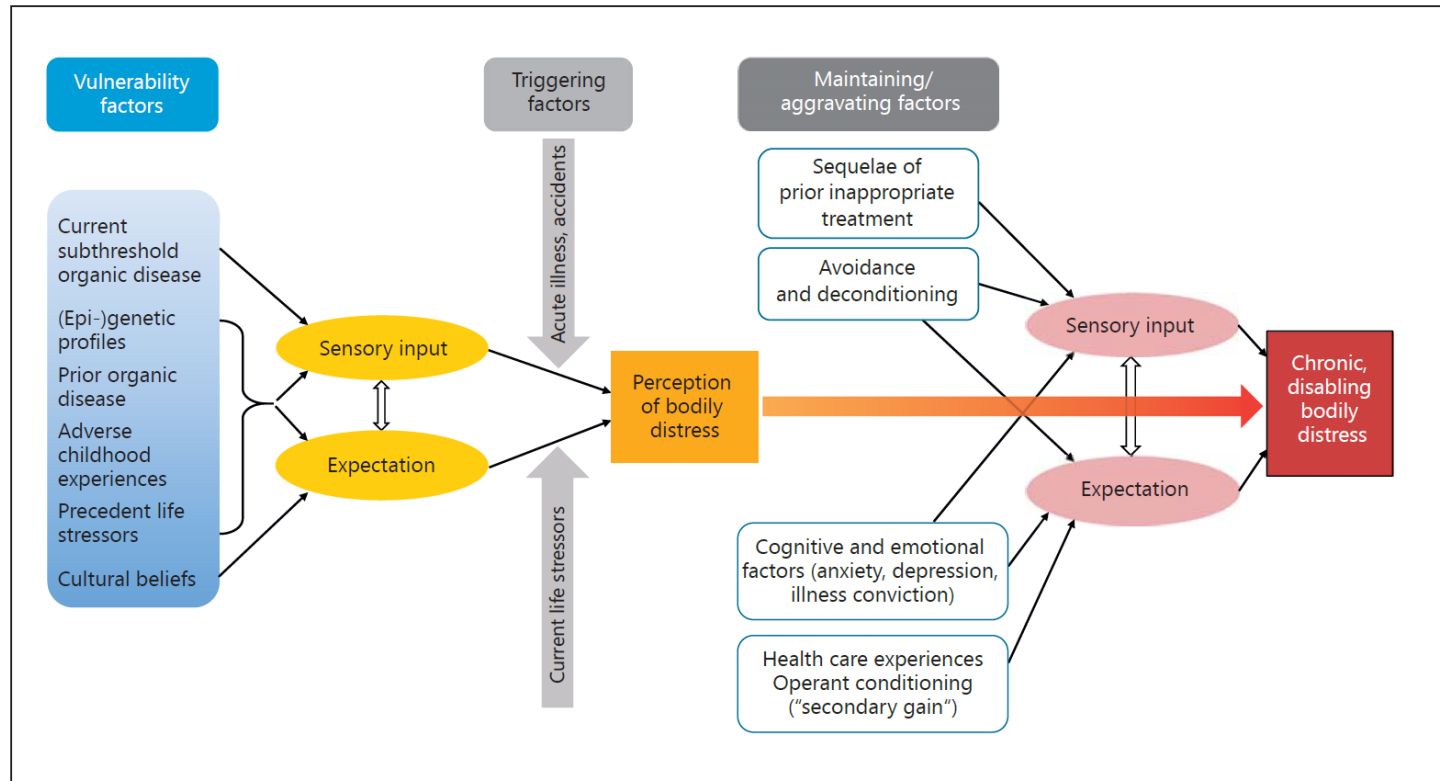 Vulnerability
factors
Triggering
factors
Maintaining/
aggravating factors
Current
subthreshold
organic disease
(Epi-)genetic
profiles
Prior organic
disease
Adverse
childhood
experiences
Precedent life
stressors
Cultural beliefs
Sensory input
Expectation
Acute illness, accidents
Current life stressors
Perception
of bodily
distress
Sequelae of
prior inappropriate
treatment
Avoidance
and deconditioning
Sensory input
Expectation
Cognitive and emotional
factors (anxiety, depression,
illness conviction)
Health care experiences
Operant conditioning
(“secondary gain“)
Chronic,
disabling
bodily
distress